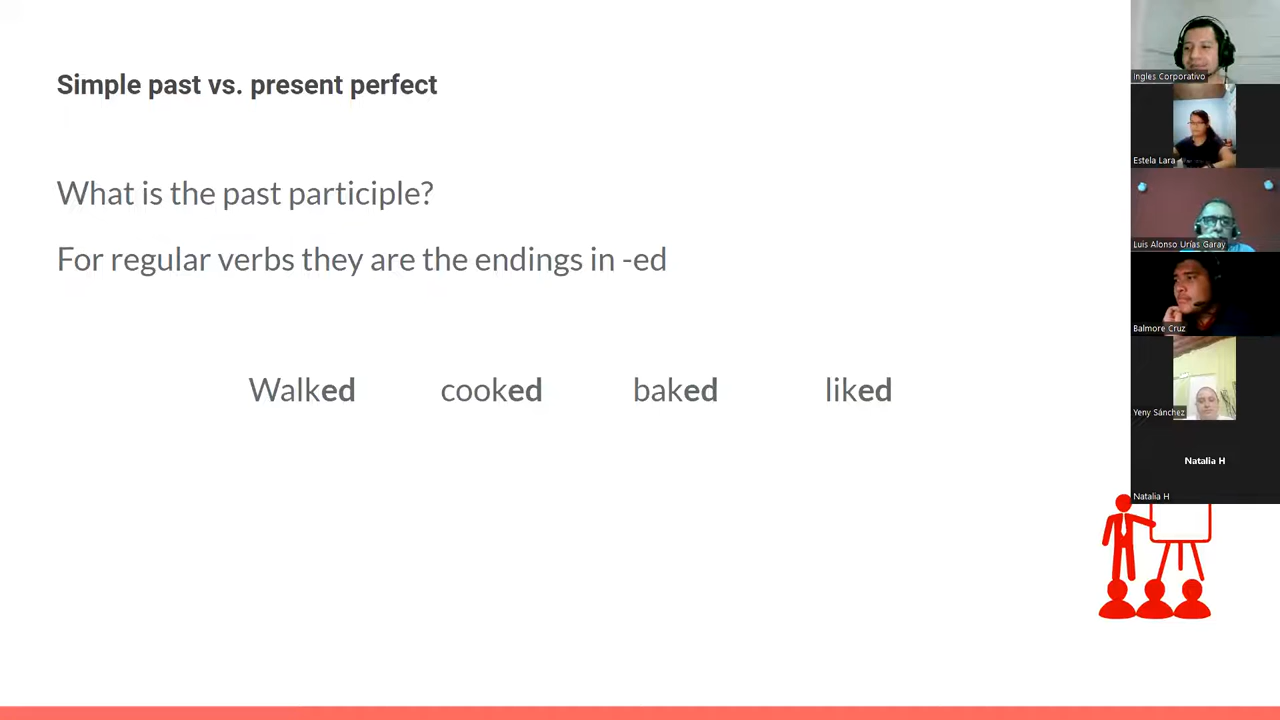 Simple past vs. present perfect
What is the past participle?
For regular verbs they are the endings in -ed
Walked cooked baked liked
Ingles Corporativo
Estela Lara
Luis Alonso Urías Garay
Balmore Cruz
Yeny Sánchez
Natalia H
Natalia H